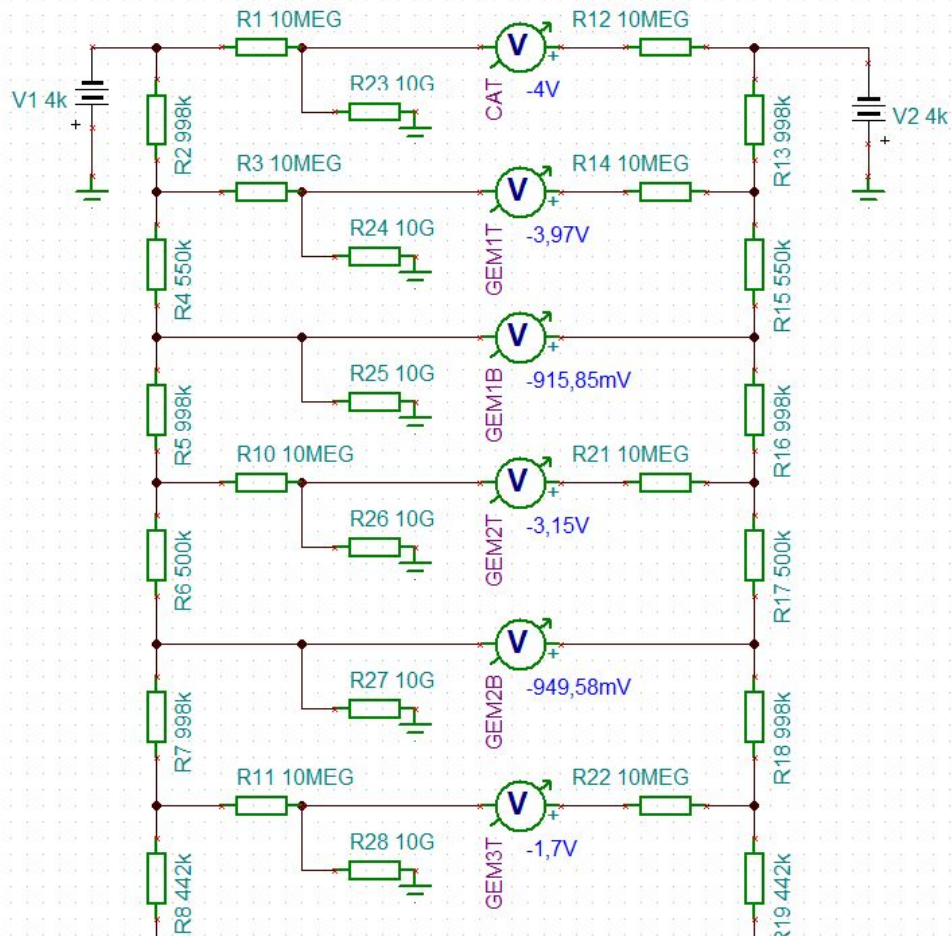 R1 10MEG
R12 10MEG
V
+
-4V
CAT
R23 10G
V1 4k
+
R2 998k
R13 998k
V2 4k
+
R3 10MEG
R14 10MEG
V
+
-3,97V
GEM1T
R24 10G
R4 550k
R15 550k
V
+
-915,85mV
GEM1B
R25 10G
R5 998k
R16 998k
R10 10MEG
R21 10MEG
V
+
-3,15V
GEM2T
R26 10G
R6 500k
R17 500k
V
+
-949,58mV
GEM2B
R27 10G
R7 998k
R18 998k
R11 10MEG
R22 10MEG
V
+
-1,7V
GEM3T
R28 10G
R8 442k
R19 442k